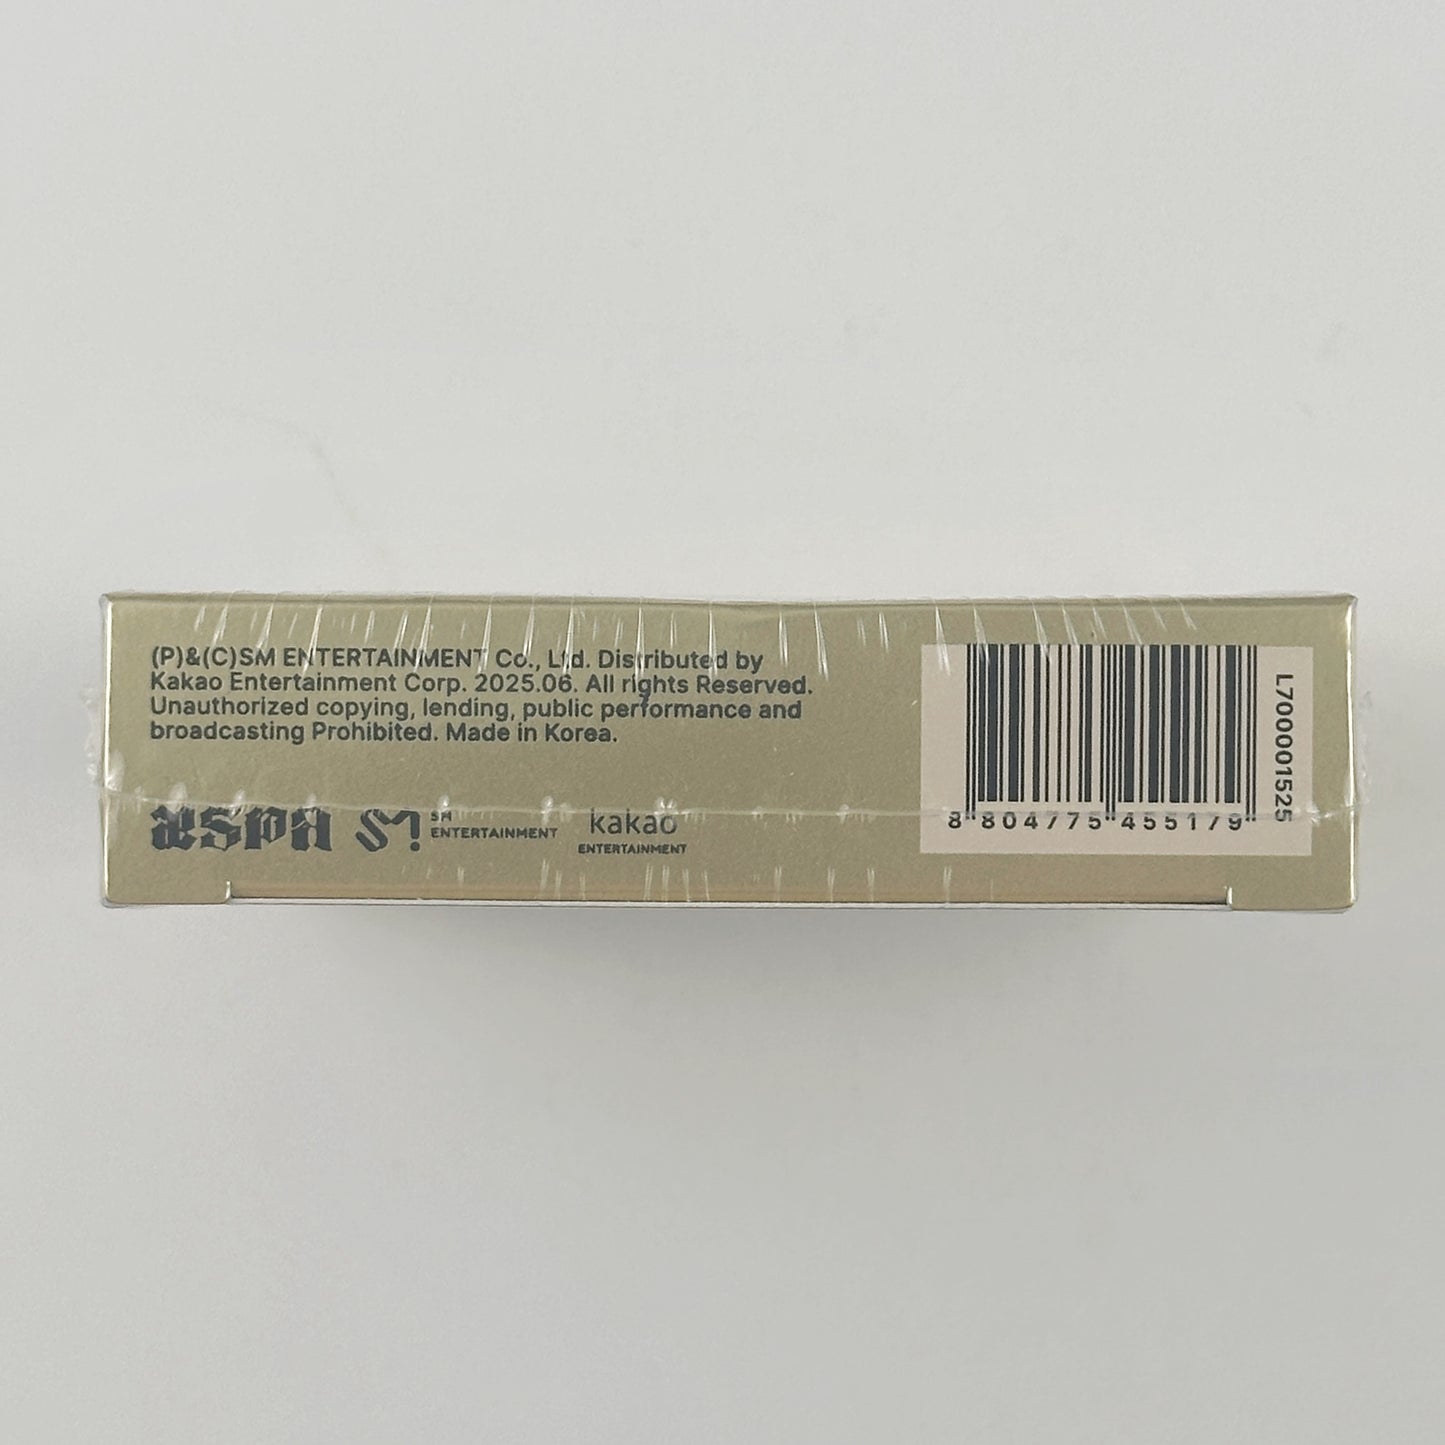 (P)&(C)SM ENTERTAINMENT Co., Ltd. Distributed by
Kakao Entertainment Corp. 2025.06. All rights Reserved.
Unauthorized copying, lending, public performance and
broadcasting Prohibited. Made in Korea.
æspa
SM
ENTERTAINMENT
kakao
ENTERTAINMENT
8 804775 455179
L700001525